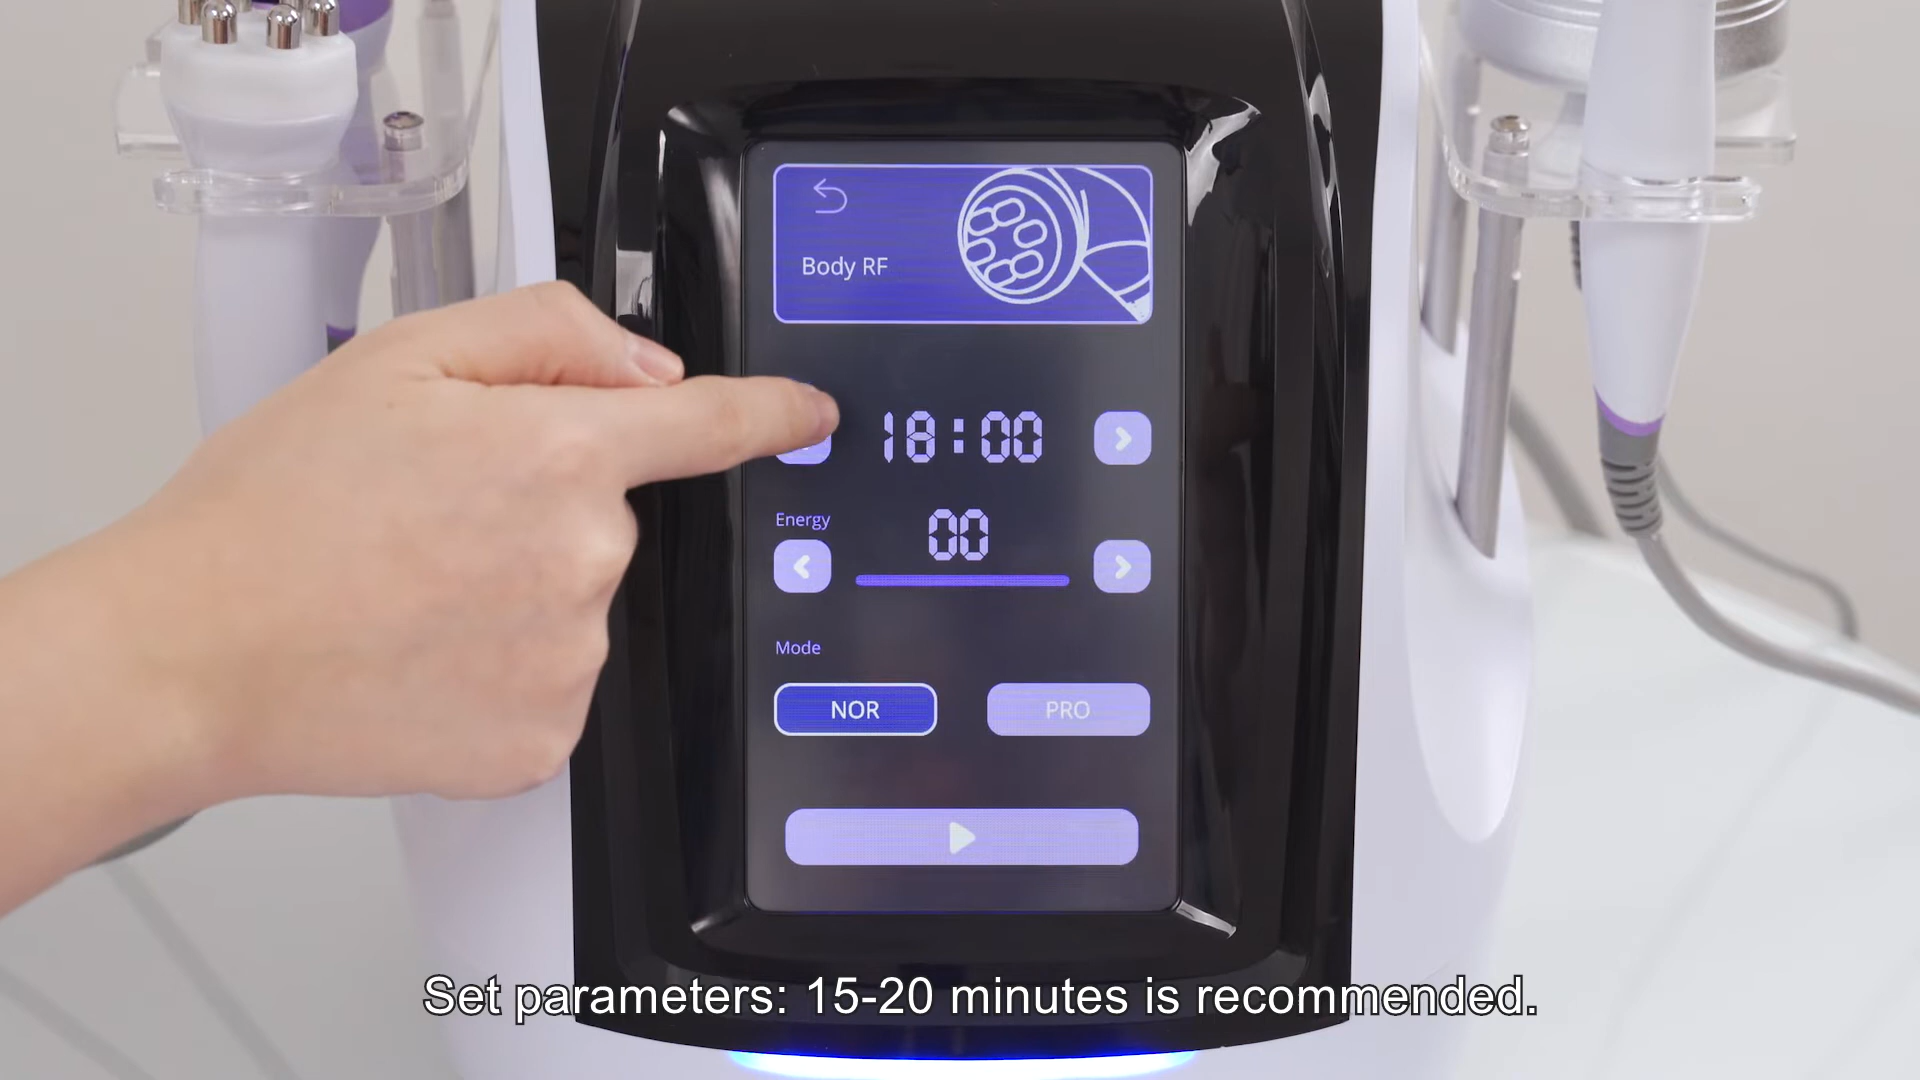 Body RF
18:00
Energy
00
Mode
NOR
PRO
Set parameters: 15-20 minutes is recommended.